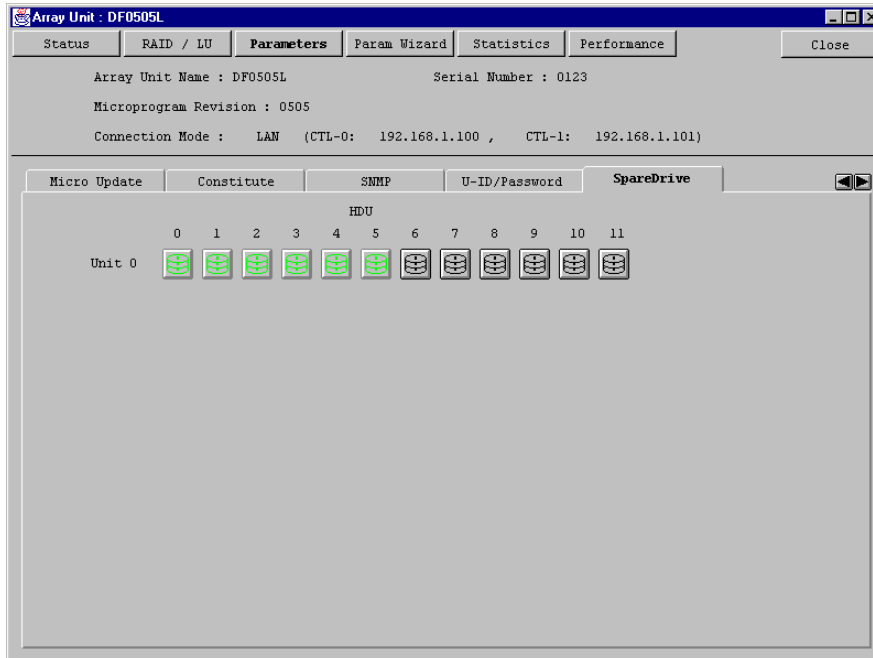 Array Unit : DF0505L
Status RAID / LU Parameters Param Wizard Statistics Performance Close
Array Unit Name : DF0505L Serial Number : 0123
Microprogram Revision : 0505
Connection Mode : LAN (CTL-0: 192.168.1.100 , CTL-1: 192.168.1.101)
Micro Update Constitute SNMP U-ID/Password SpareDrive
HDU
0 1 2 3 4 5 6 7 8 9 10 11
Unit 0